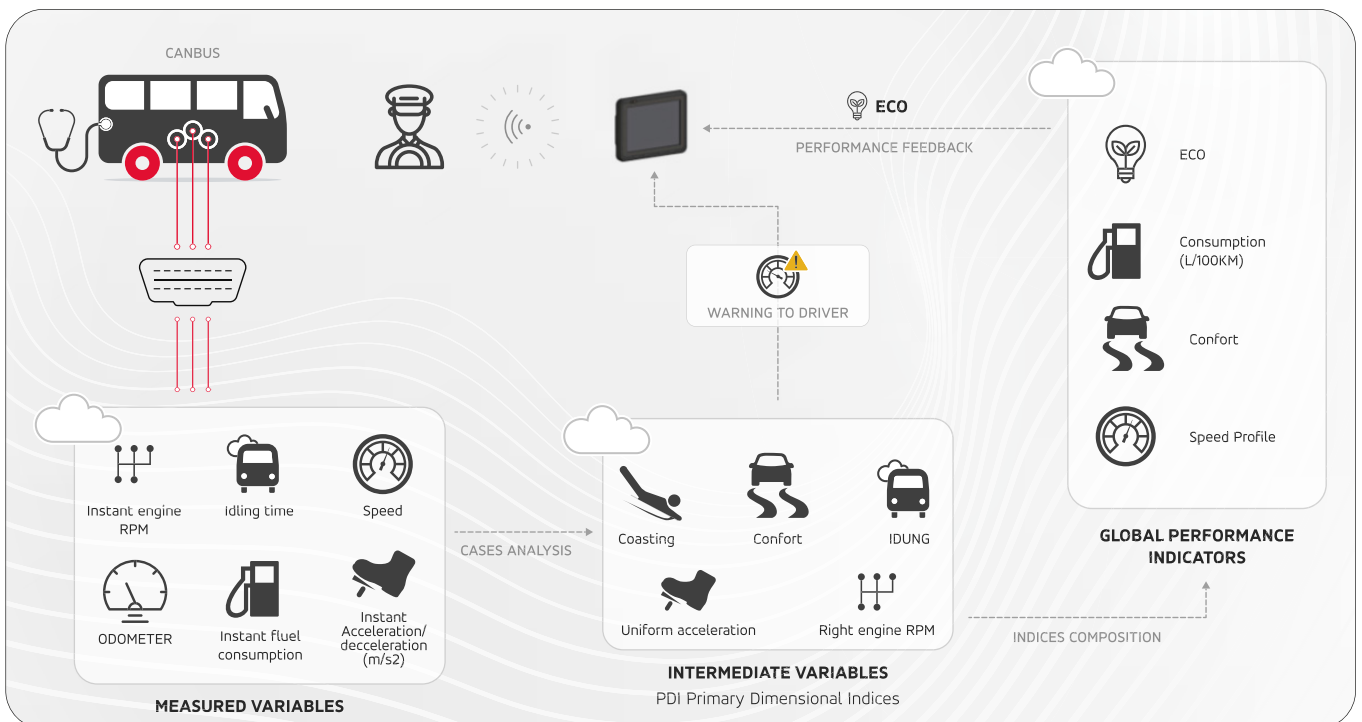 CANBUS
ECO
PERFORMANCE FEEDBACK
WARNING TO DRIVER
ECO
Consumption
(L/100KM)
Confort
Speed Profile
GLOBAL PERFORMANCE
INDICATORS
Instant engine
RPM
Idling time
Speed
ODOMETER
Instant fluel
consumption
Instant
Acceleration/
decceleration
(m/s2)
MEASURED VARIABLES
CASES ANALYSIS
Coasting
Confort
IDUNG
Uniform acceleration
Right engine RPM
INTERMEDIATE VARIABLES
PDI Primary Dimensional Indices
INDICES COMPOSITION